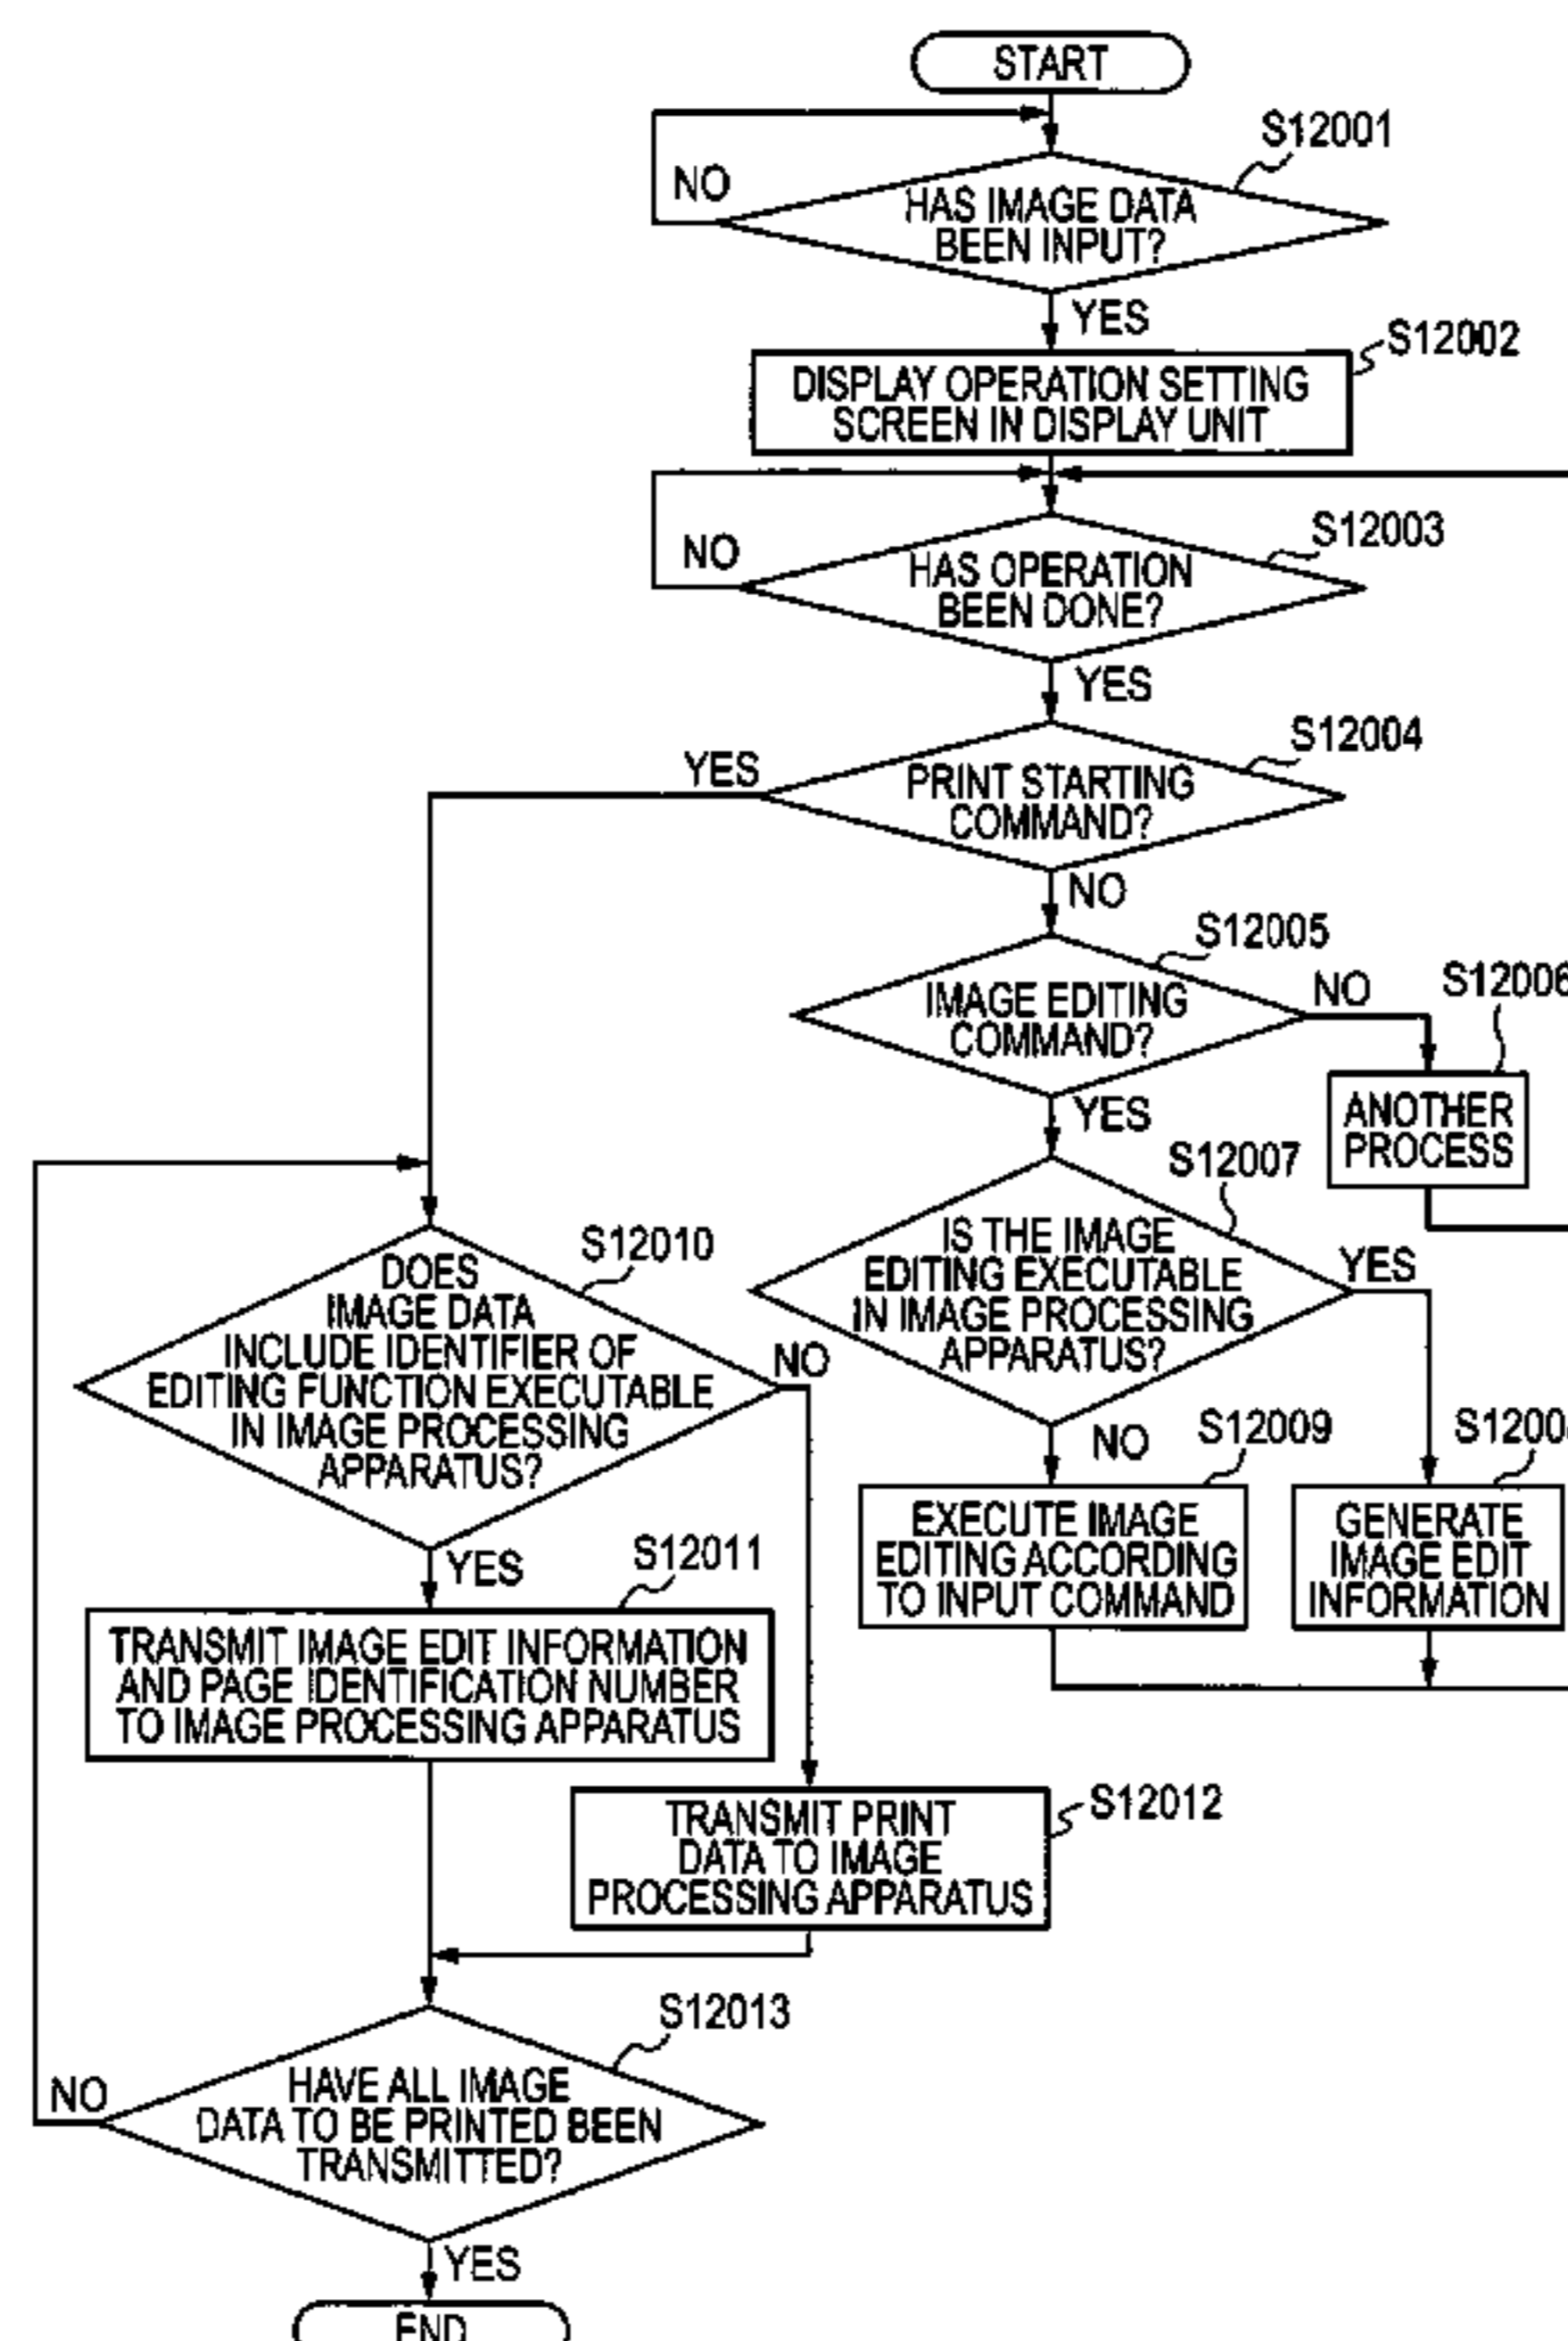 START
S12001
NO
HAS IMAGE DATA
BEEN INPUT?
YES
S12002
DISPLAY OPERATION SETTING
SCREEN IN DISPLAY UNIT
S12003
NO
HAS OPERATION
BEEN DONE?
YES
S12004
YES
PRINT STARTING
COMMAND?
NO
S12005
NO
S12006
IMAGE EDITING
COMMAND?
YES
ANOTHER
PROCESS
S12007
IS THE IMAGE
EDITING EXECUTABLE
IN IMAGE PROCESSING
APPARATUS?
YES
S12010
DOES
IMAGE DATA
INCLUDE IDENTIFIER OF
EDITING FUNCTION EXECUTABLE
IN IMAGE PROCESSING
APPARATUS?
NO
NO
S12009
EXECUTE IMAGE
EDITING ACCORDING
TO INPUT COMMAND
GENERATE
IMAGE EDIT
INFORMATION
YES
S12011
TRANSMIT IMAGE EDIT INFORMATION
AND PAGE IDENTIFICATION NUMBER
TO IMAGE PROCESSING APPARATUS
S12012
TRANSMIT PRINT
DATA TO IMAGE
PROCESSING APPARATUS
S12013
NO
HAVE ALL IMAGE
DATA TO BE PRINTED BEEN
TRANSMITTED?
YES
END